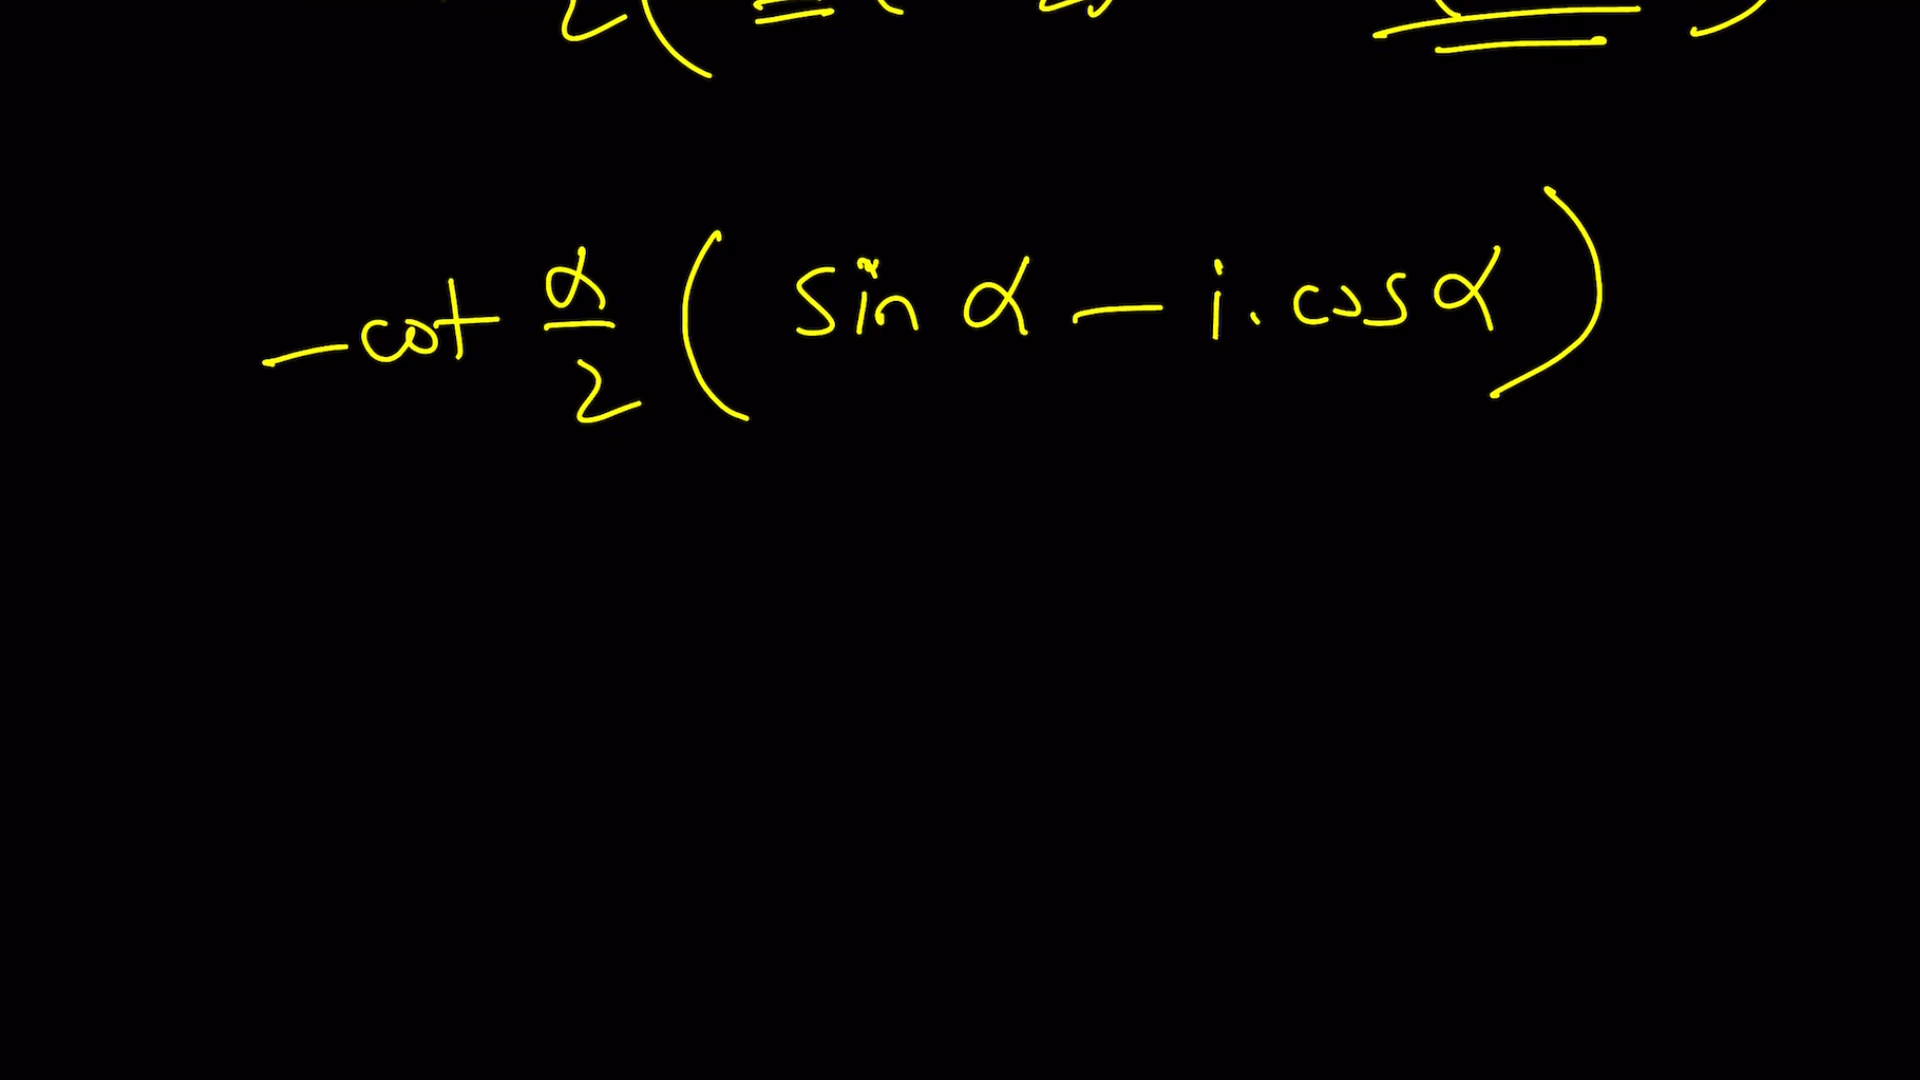 - cot α/2 ( sin α - i. cos α )